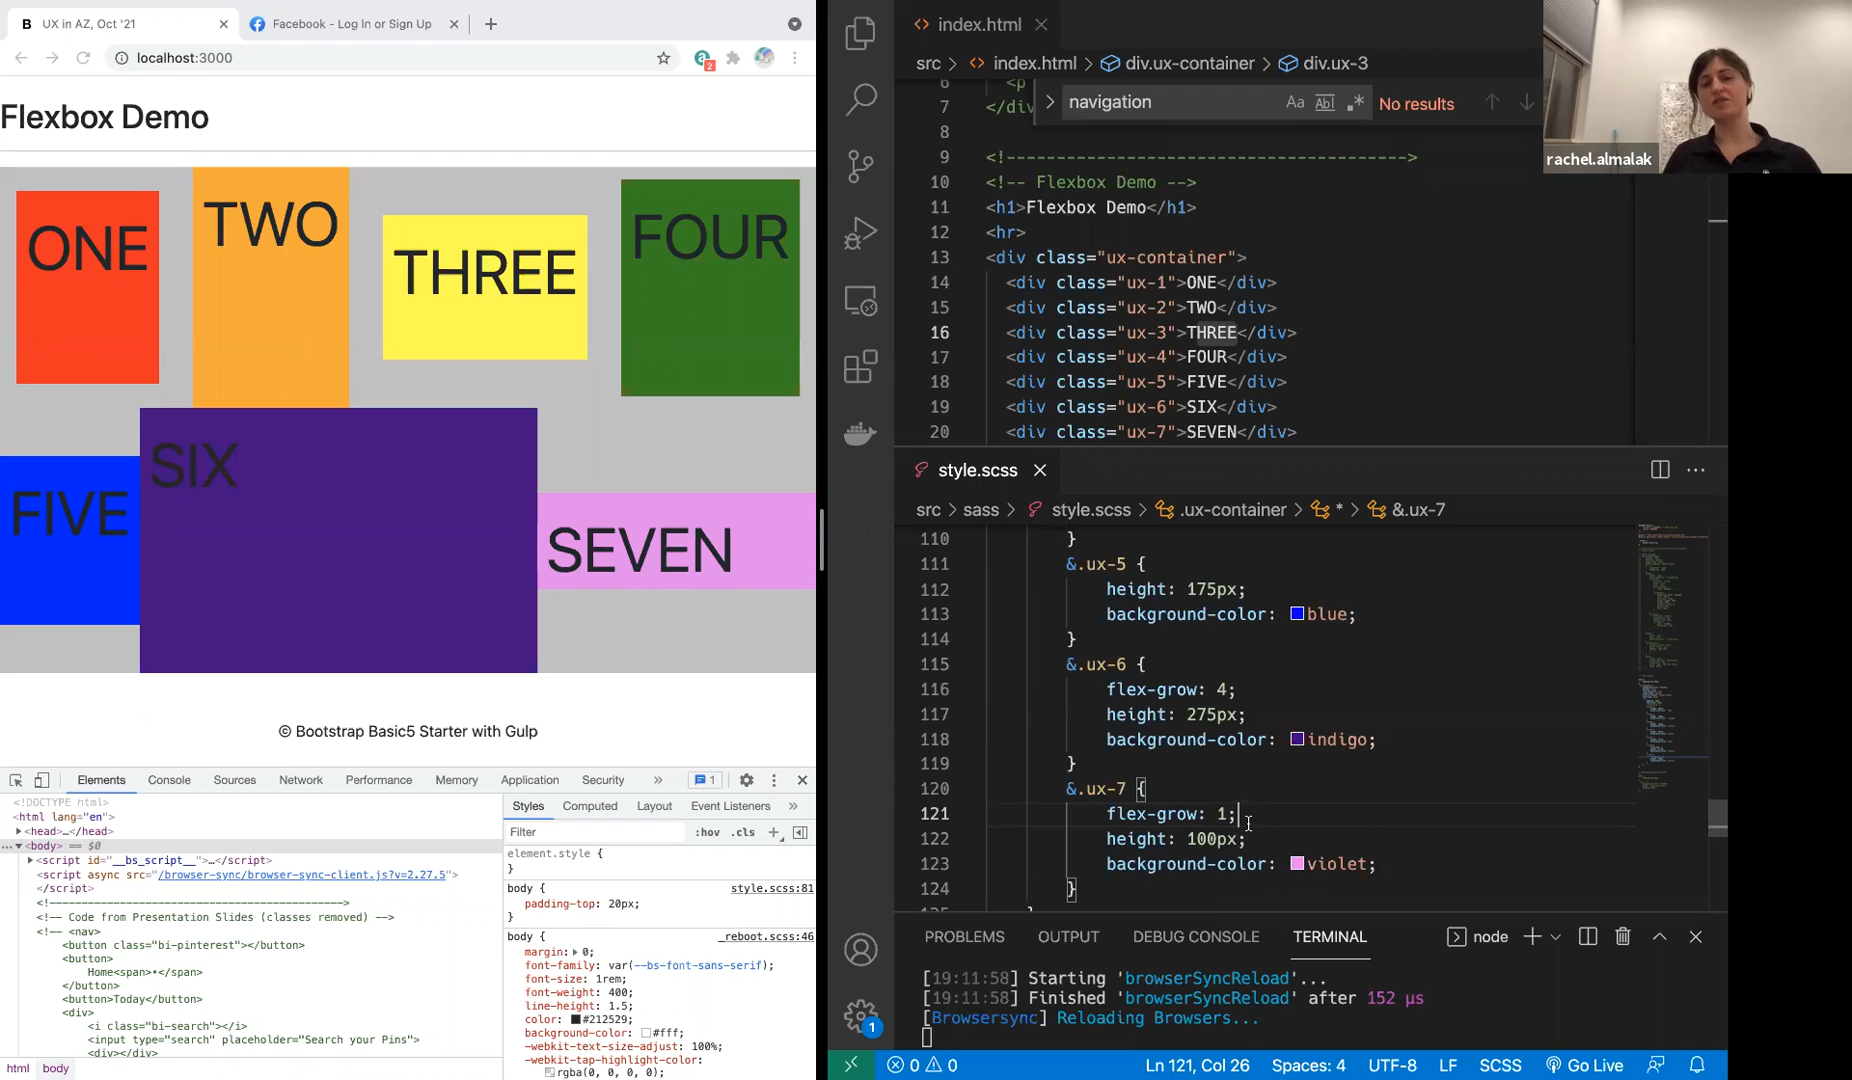 B UX in AZ, Oct '21
Facebook - Log In or Sign Up
localhost:3000
2
Flexbox Demo
ONE
TWO
THREE
FOUR
FIVE
SIX
SEVEN
© Bootstrap Basic5 Starter with Gulp
Elements Console Sources Network Performance Memory Application Security » 1
<!DOCTYPE html>
<html lang="en">
<head>…</head>
… <body> == $0
<script id="__bs_script__">…</script>
<script async src="/browser-sync/browser-sync-client.js?v=2.27.5">
</script>
<!-- Code from Presentation Slides (classes removed) -->
<!-- <nav>
<button class="bi-pinterest"></button>
<button>
Home<span>•</span>
</button>
<button>Today</button>
<div>
<i class="bi-search"></i>
<input type="search" placeholder="Search your Pins">
<div></div>
html body
Styles Computed Layout Event Listeners »
Filter :hov .cls +
element.style {
}
body { style.scss:81
padding-top: 20px;
}
body { _reboot.scss:46
margin: 0;
font-family: var(--bs-font-sans-serif);
font-size: 1rem;
font-weight: 400;
line-height: 1.5;
color: #212529;
background-color: #fff;
-webkit-text-size-adjust: 100%;
-webkit-tap-highlight-color:
rgba(0, 0, 0, 0);
<> index.html
src > <> index.html > div.ux-container > div.ux-3
navigation Aa Abl .* No results
6 <p
7 </div
8
9 <!---------------------------------------->
10 <!-- Flexbox Demo -->
11 <h1>Flexbox Demo</h1>
12 <hr>
13 <div class="ux-container">
14 <div class="ux-1">ONE</div>
15 <div class="ux-2">TWO</div>
16 <div class="ux-3">THREE</div>
17 <div class="ux-4">FOUR</div>
18 <div class="ux-5">FIVE</div>
19 <div class="ux-6">SIX</div>
20 <div class="ux-7">SEVEN</div>
rachel.almalak
style.scss
src > sass > style.scss > .ux-container > * > &.ux-7
110 }
111 &.ux-5 {
112 height: 175px;
113 background-color: blue;
114 }
115 &.ux-6 {
116 flex-grow: 4;
117 height: 275px;
118 background-color: indigo;
119 }
120 &.ux-7 {
121 flex-grow: 1;
122 height: 100px;
123 background-color: violet;
124 }
PROBLEMS OUTPUT DEBUG CONSOLE TERMINAL node
[19:11:58] Starting 'browserSyncReload'...
[19:11:58] Finished 'browserSyncReload' after 152 μs
[Browsersync] Reloading Browsers...
1
0 0 Ln 121, Col 26 Spaces: 4 UTF-8 LF SCSS Go Live